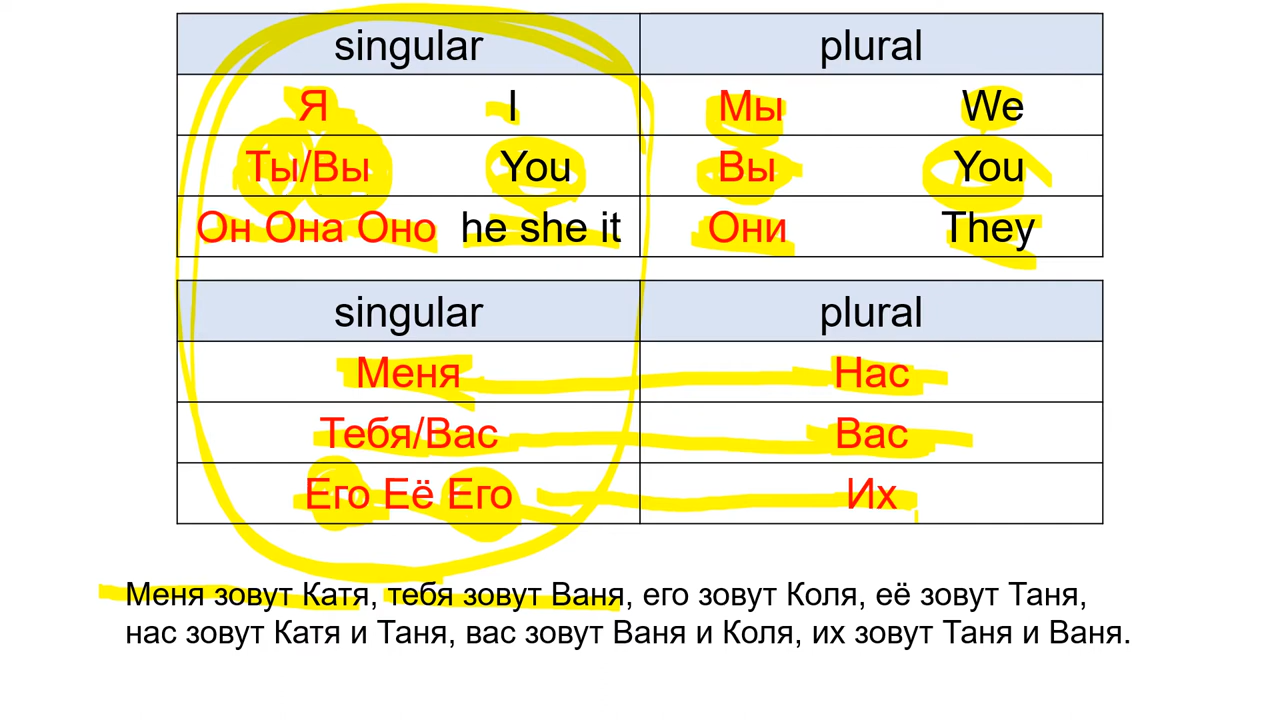 singular plural
Я I Мы We
Ты/Вы You Вы You
Он Она Оно he she it Они They
singular plural
Меня Нас
Тебя/Вас Вас
Его Её Его Их
Меня зовут Катя, тебя зовут Ваня, его зовут Коля, её зовут Таня,
нас зовут Катя и Таня, вас зовут Ваня и Коля, их зовут Таня и Ваня.